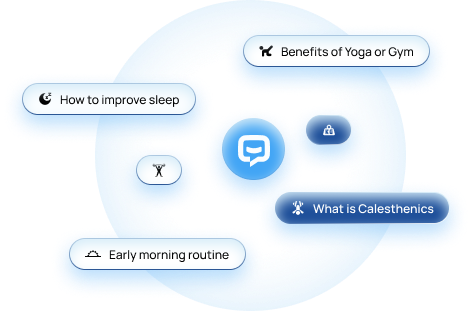 Benefits of Yoga or Gym
How to improve sleep
What is Calesthenics
Early morning routine